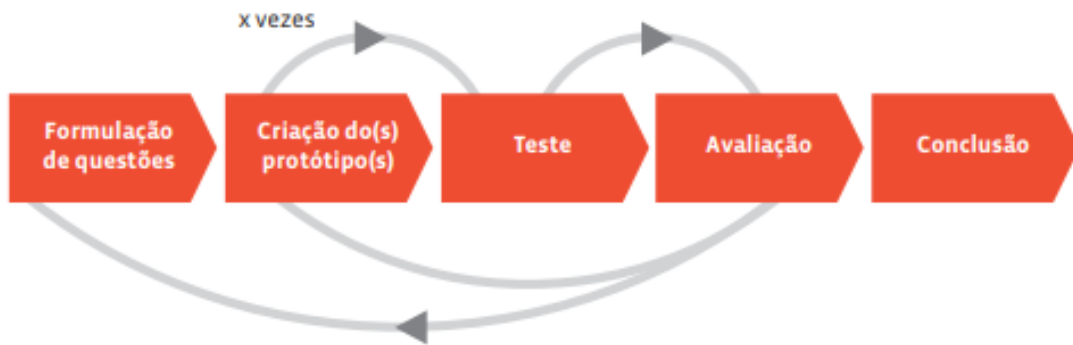 x vezes
Formulação
de questões
Criação do(s)
protótipo(s)
Teste
Avaliação
Conclusão